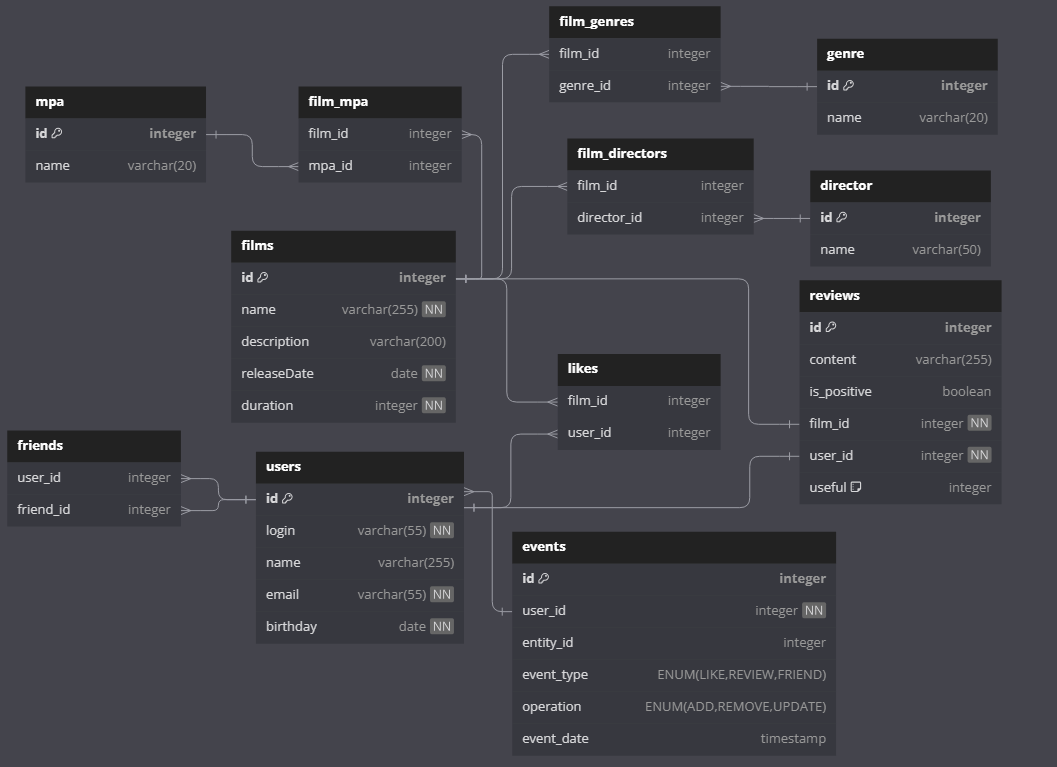 film_genres
film_id integer
genre_id integer
genre
id integer
name varchar(20)
mpa
id integer
name varchar(20)
film_mpa
film_id integer
mpa_id integer
film_directors
film_id integer
director_id integer
director
id integer
name varchar(50)
films
id integer
name varchar(255) NN
description varchar(200)
releaseDate date NN
duration integer NN
reviews
id integer
content varchar(255)
is_positive boolean
film_id integer NN
user_id integer NN
useful integer
likes
film_id integer
user_id integer
friends
user_id integer
friend_id integer
users
id integer
login varchar(55) NN
name varchar(255)
email varchar(55) NN
birthday date NN
events
id integer
user_id integer NN
entity_id integer
event_type ENUM(LIKE,REVIEW,FRIEND)
operation ENUM(ADD,REMOVE,UPDATE)
event_date timestamp